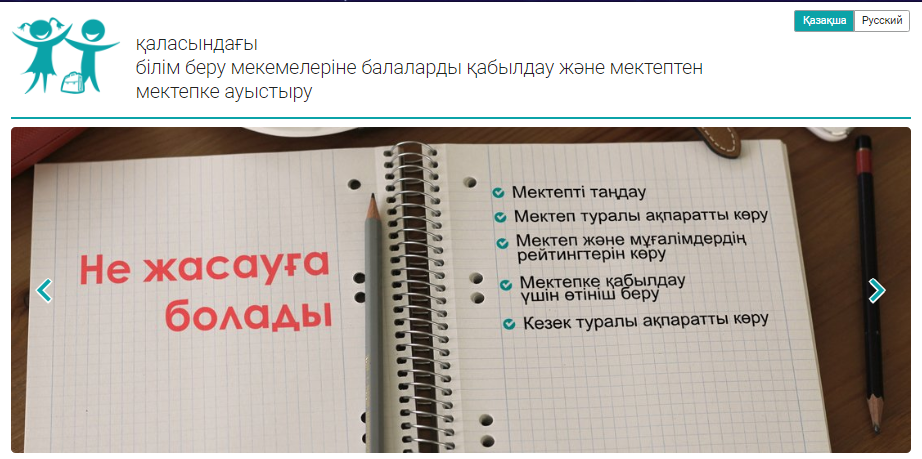 Қазақша
Русский
қаласындағы
білім беру мекемелеріне балаларды қабылдау және мектептен
мектепке ауыстыру
Не жасауға
болады
Мектепті таңдау
Мектеп туралы ақпаратты көру
Мектеп және мұғалімдердің
рейтингтерін көру
Мектепке қабылдау
үшін өтініш беру
Кезек туралы ақпаратты көру